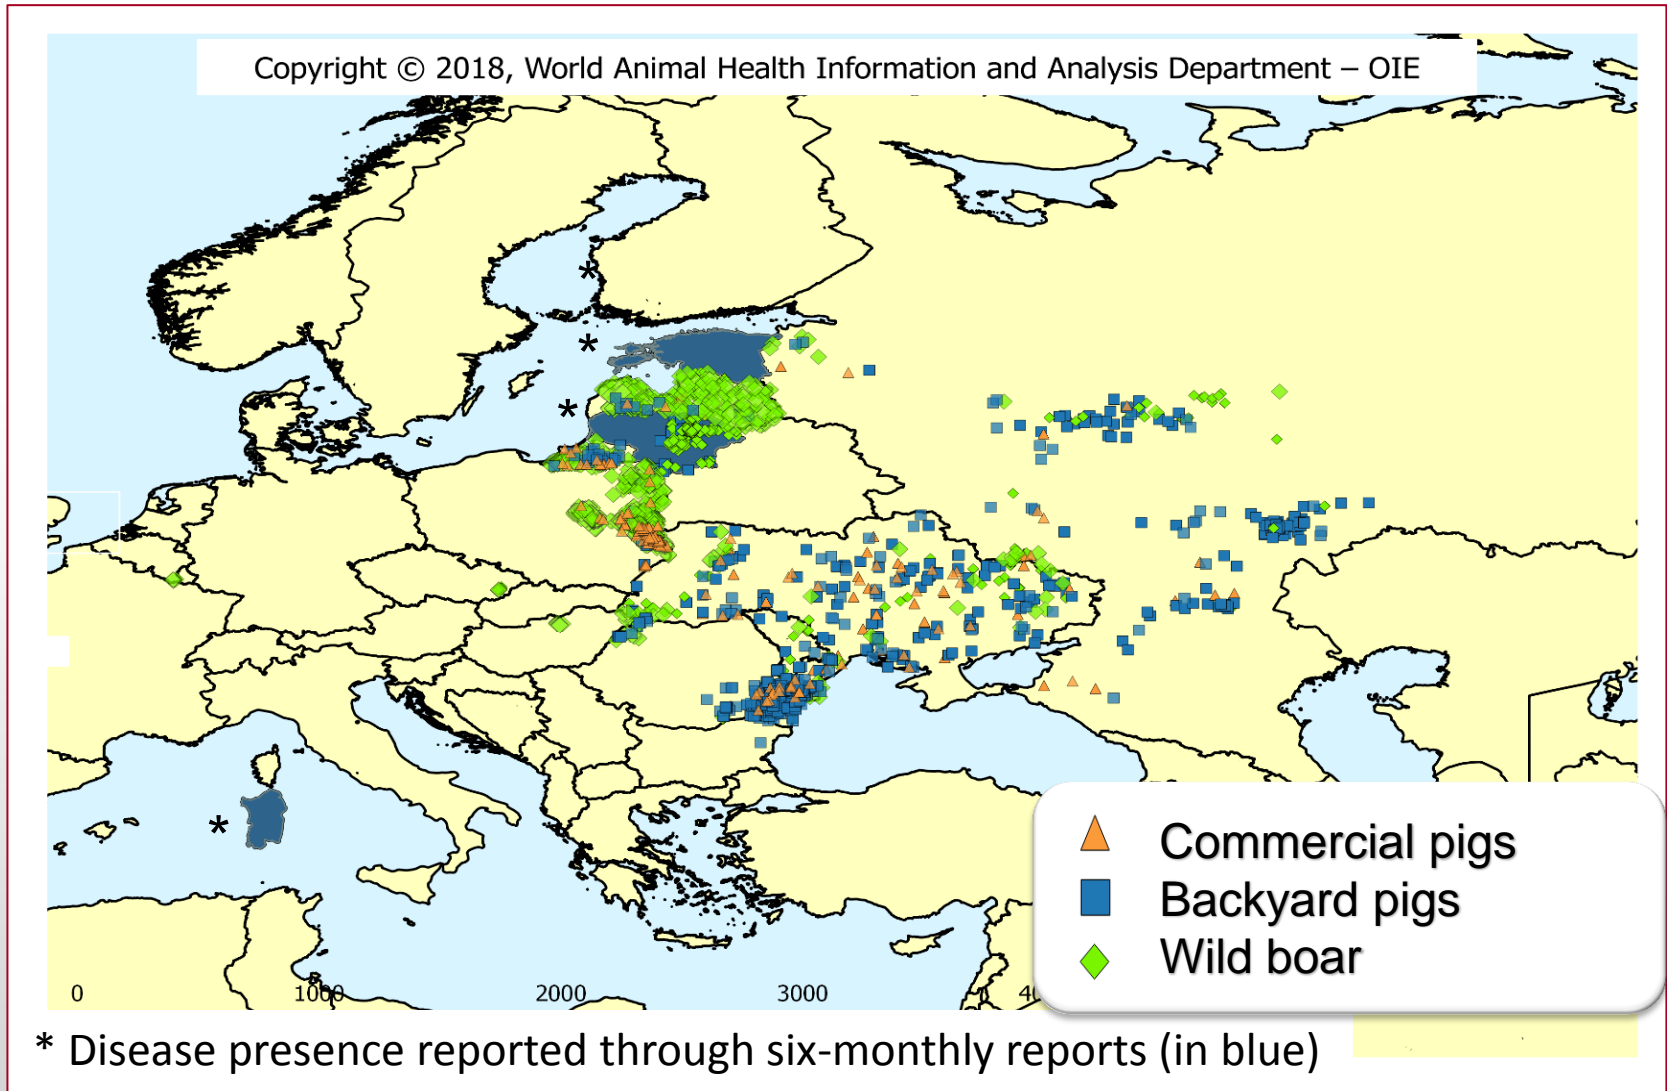 Copyright © 2018, World Animal Health Information and Analysis Department – OIE
*
*
*
*
Commercial pigs
Backyard pigs
Wild boar
0 1000 2000 3000
* Disease presence reported through six-monthly reports (in blue)